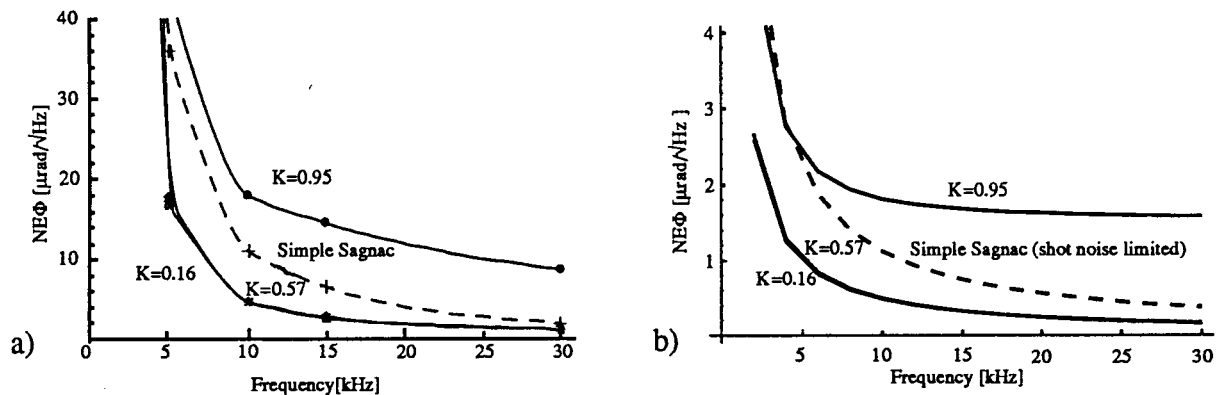 40
30
20
10
NEΦ [μrad/√Hz]
K=0.95
Simple Sagnac
K=0.16
K=0.57
a)
0
5
10
15
20
25
30
Frequency[kHz]
4
3
2
1
NEΦ [μrad/√Hz ]
K=0.95
K=0.57
Simple Sagnac (shot noise limited)
K=0.16
b)
5
10
15
20
25
30
Frequency [kHz]